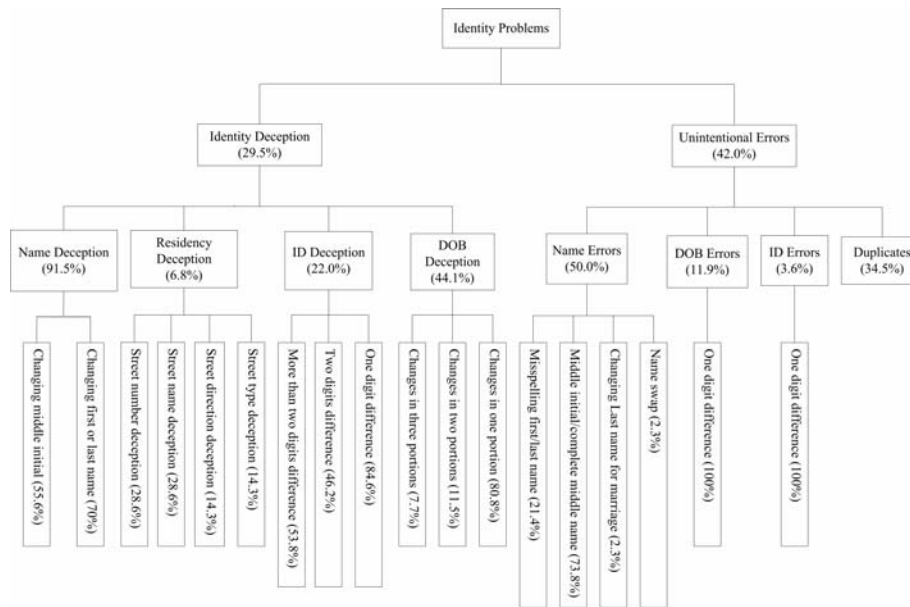 Identity Problems
Identity Deception
(29.5%)
Unintentional Errors
(42.0%)
Name Deception
(91.5%)
Residency
Deception
(6.8%)
ID Deception
(22.0%)
DOB
Deception
(44.1%)
Name Errors
(50.0%)
DOB Errors
(11.9%)
ID Errors
(3.6%)
Duplicates
(34.5%)
Changing middle initial (55.6%)
Changing first or last name (70%)
Street number deception (28.6%)
Street name deception (28.6%)
Street direction deception (14.3%)
Street type deception (14.3%)
More than two digits difference (53.8%)
Two digits difference (46.2%)
One digit difference (84.6%)
Changes in three portions (7.7%)
Changes in two portions (11.5%)
Changes in one portion (80.8%)
Misspelling first/last name (21.4%)
Middle initial/complete middle name (73.8%)
Changing Last name for marriage (2.3%)
Name swap (2.3%)
One digit difference (100%)
One digit difference (100%)